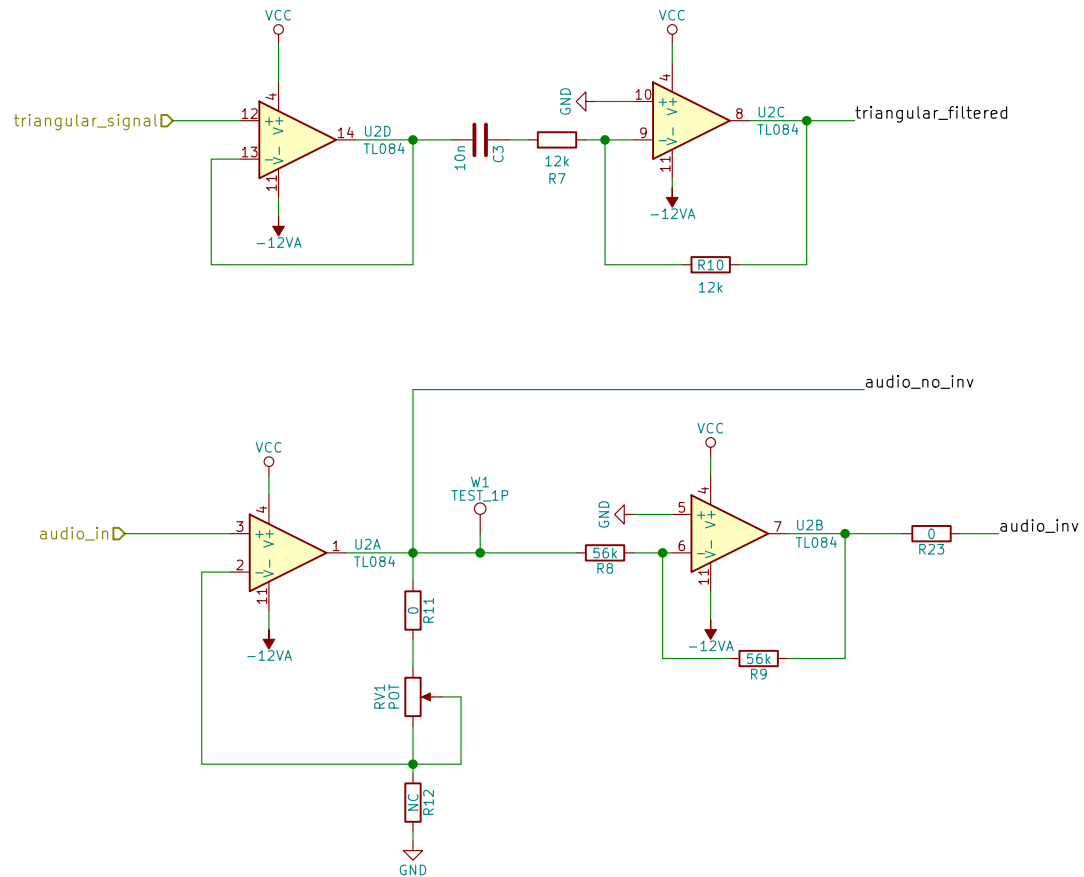 VCC
4
triangular_signal
12
+
V+
14
U2D
TL084
13
-
V-
11
-12VA
10n
C3
12k
R7
VCC
4
GND
10
+
V+
8
U2C
TL084
triangular_filtered
9
-
V-
11
-12VA
R10
12k
audio_no_inv
VCC
4
audio_in
3
+
V+
1
U2A
TL084
2
-
V-
11
-12VA
W1
TEST_1P
56k
R8
VCC
4
GND
5
+
V+
7
U2B
TL084
6
-
V-
11
-12VA
56k
R9
0
R23
audio_inv
0
R11
RV1
POT
NC
R12
GND